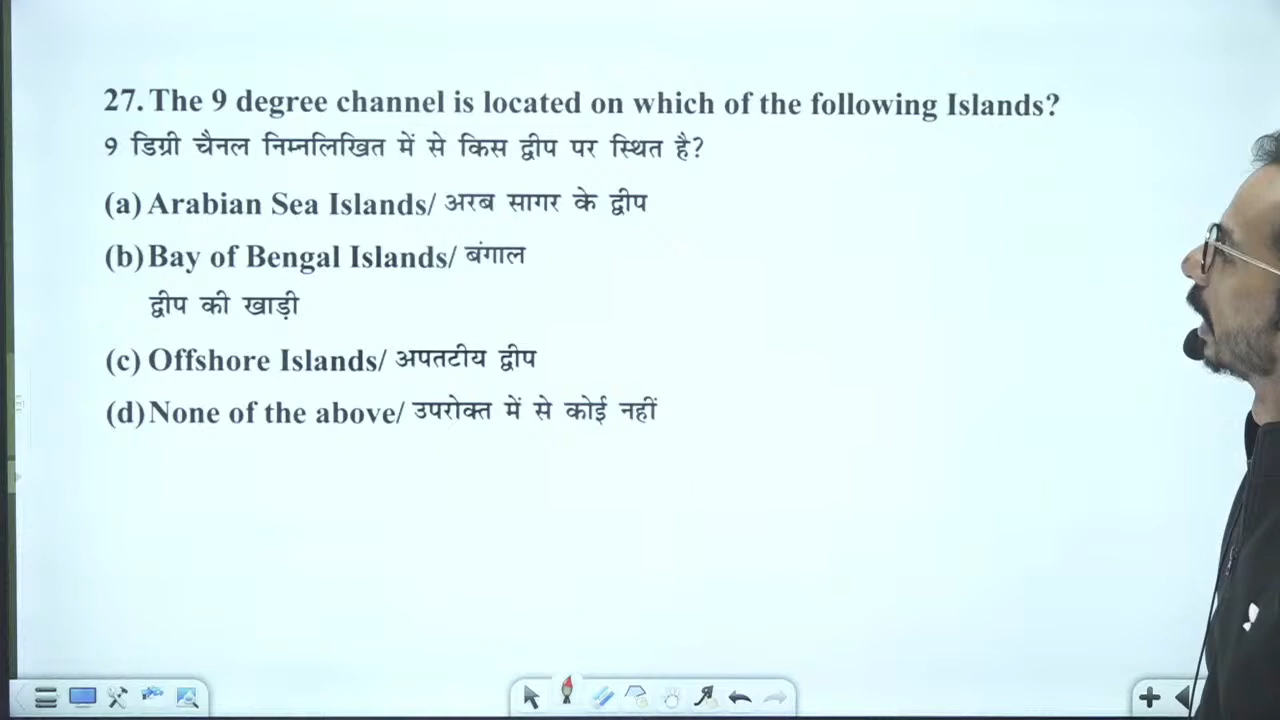 27. The 9 degree channel is located on which of the following Islands?
9 डिग्री चैनल निम्नलिखित में से किस द्वीप पर स्थित है?
(a) Arabian Sea Islands/ अरब सागर के द्वीप
(b) Bay of Bengal Islands/ बंगाल
द्वीप की खाड़ी
(c) Offshore Islands/ अपतटीय द्वीप
(d) None of the above/ उपरोक्त में से कोई नहीं